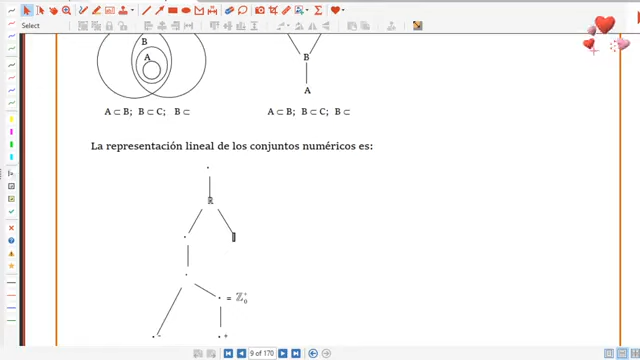 Select
B
A
B
A
A ⊂ B; B ⊂ C; B ⊂
A ⊂ B; B ⊂ C; B ⊂
La representación lineal de los conjuntos numéricos es:
ℝ
= ℤ₀⁺
-
+
9 of 170